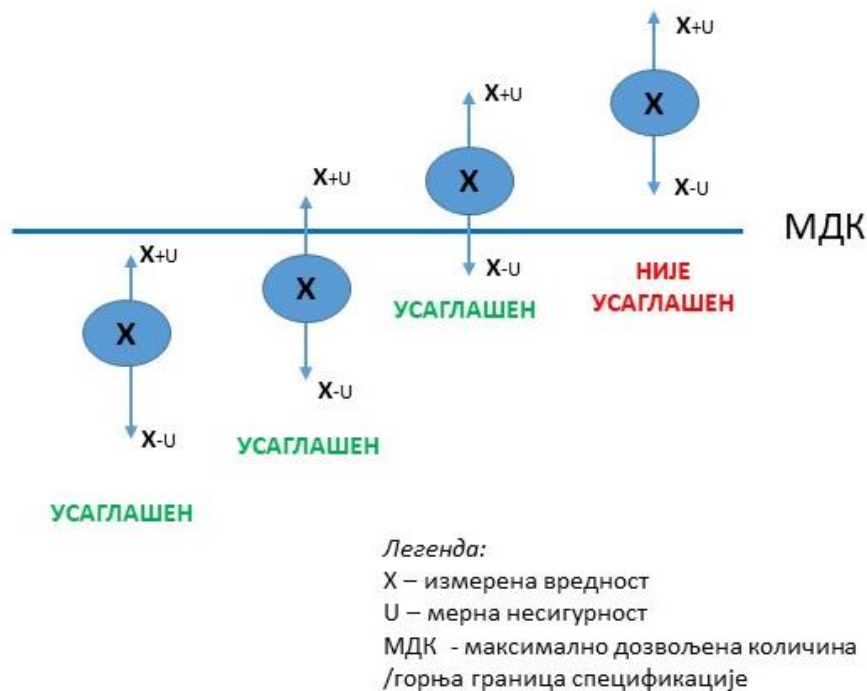 X+U
X
X-U
УСАГЛАШЕН
X+U
X
X-U
УСАГЛАШЕН
X+U
X
X-U
УСАГЛАШЕН
X+U
X
X-U
НИЈЕ
УСАГЛАШЕН
МДК
Легенда:
X – измерена вредност
U – мерна несигурност
МДК - максимално дозвољена количина
/горња граница спецификације